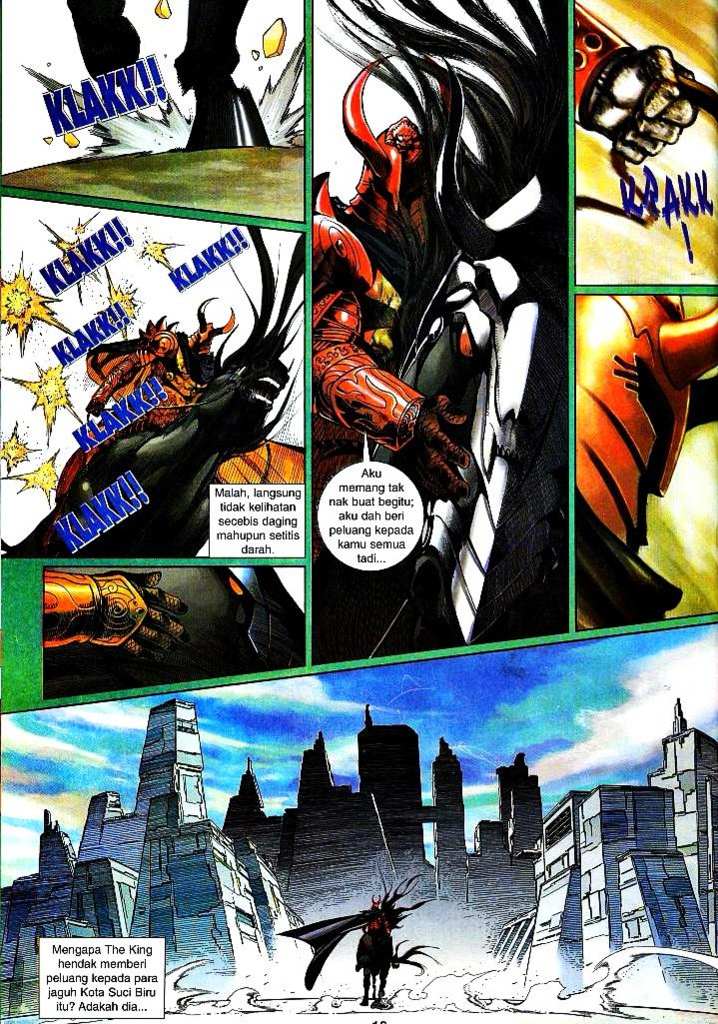 KLAKK!!
KLAKK!!
KLAKK!!
KLAKK!!
KLAKK!!
KLAKK!!
KLAKK!!
Malah, langsung
tidak kelihatan
secebis daging
mahupun setitis
darah.
Aku
memang tak
nak buat begitu;
aku dah beri
peluang kepada
kamu semua
tadi...
KRAKK
!
Mengapa The King
hendak memberi
peluang kepada para
jaguh Kota Suci Biru
itu? Adakah dia...